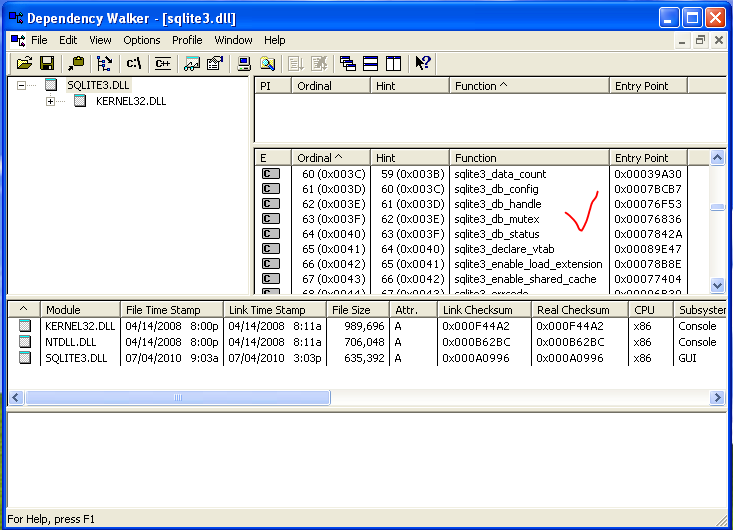 Dependency Walker - [sqlite3.dll]
File Edit View Options Profile Window Help
c:\ C++
SQLITE3.DLL
KERNEL32.DLL
PI Ordinal Hint Function ^ Entry Point
E Ordinal ^ Hint Function Entry Point
C 60 (0x003C) 59 (0x003B) sqlite3_data_count 0x00039A30
C 61 (0x003D) 60 (0x003C) sqlite3_db_config 0x0007BCB7
C 62 (0x003E) 61 (0x003D) sqlite3_db_handle 0x00076F53
C 63 (0x003F) 62 (0x003E) sqlite3_db_mutex 0x00076836
C 64 (0x0040) 63 (0x003F) sqlite3_db_status 0x0007842A
C 65 (0x0041) 64 (0x0040) sqlite3_declare_vtab 0x00089E47
C 66 (0x0042) 65 (0x0041) sqlite3_enable_load_extension 0x00078B8E
C 67 (0x0043) 66 (0x0042) sqlite3_enable_shared_cache 0x00077404
^ Module File Time Stamp Link Time Stamp File Size Attr. Link Checksum Real Checksum CPU Subsystem
KERNEL32.DLL 04/14/2008 8:00p 04/14/2008 8:11a 989,696 A 0x000F44A2 0x000F44A2 x86 Console
NTDLL.DLL 04/14/2008 8:00p 04/14/2008 8:11a 706,048 A 0x000B62BC 0x000B62BC x86 Console
SQLITE3.DLL 07/04/2010 9:03a 07/04/2010 3:03p 635,392 A 0x000A0996 0x000A0996 x86 GUI
For Help, press F1